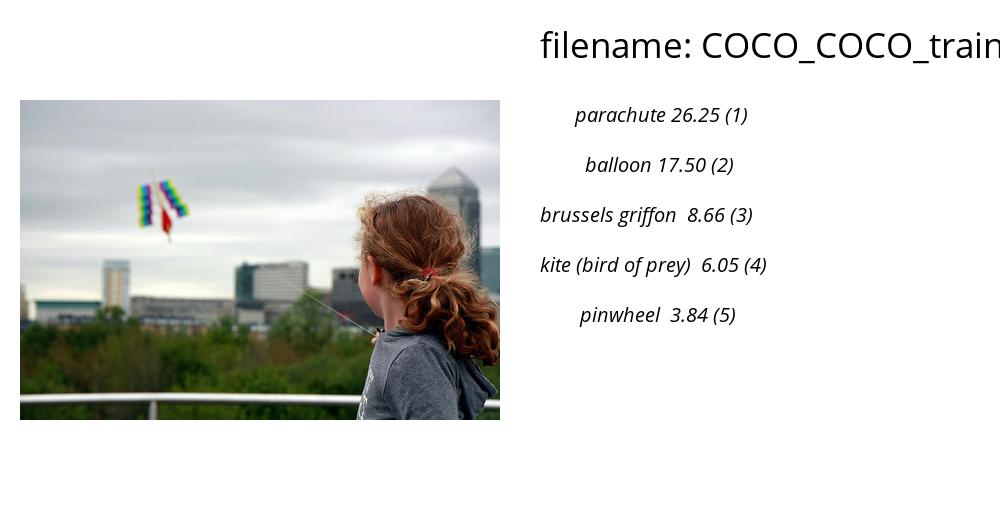 filename: COCO_COCO_train
parachute 26.25 (1)
balloon 17.50 (2)
brussels griffon 8.66 (3)
kite (bird of prey) 6.05 (4)
pinwheel 3.84 (5)